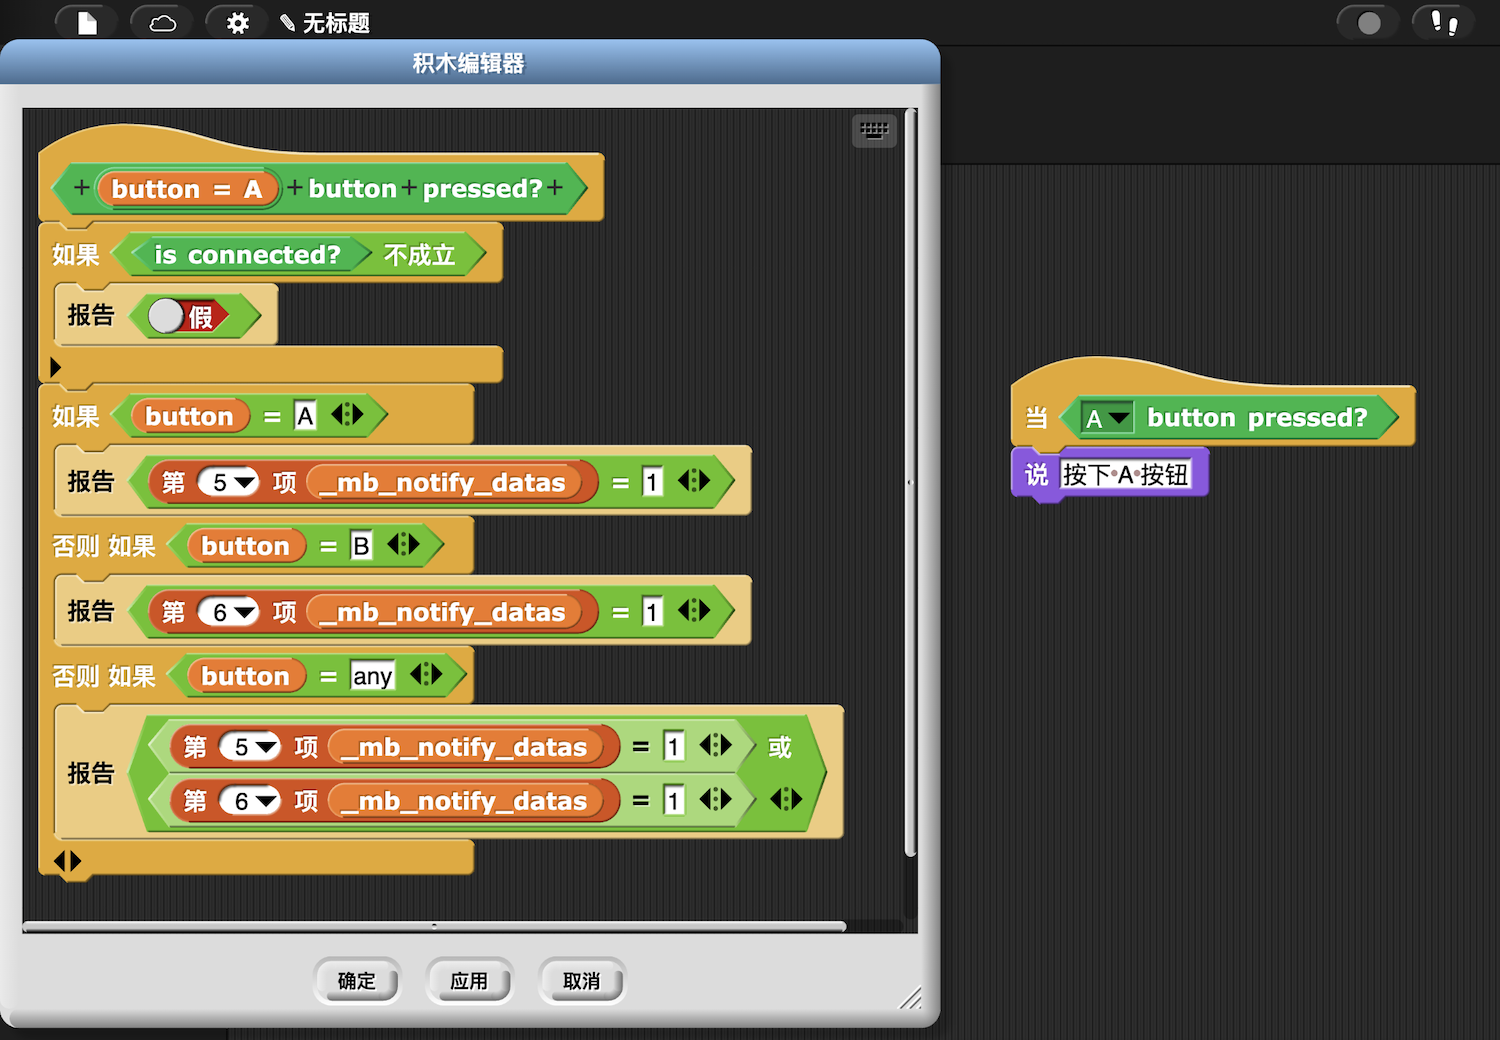 无标题
积木编辑器
+ button = A + button + pressed? +
如果 is connected? 不成立
报告 假
如果 button = A
报告 第 5 项 _mb_notify_datas = 1
否则 如果 button = B
报告 第 6 项 _mb_notify_datas = 1
否则 如果 button = any
报告 第 5 项 _mb_notify_datas = 1 或
第 6 项 _mb_notify_datas = 1
确定 应用 取消
当 A button pressed?
说 按下 A 按钮